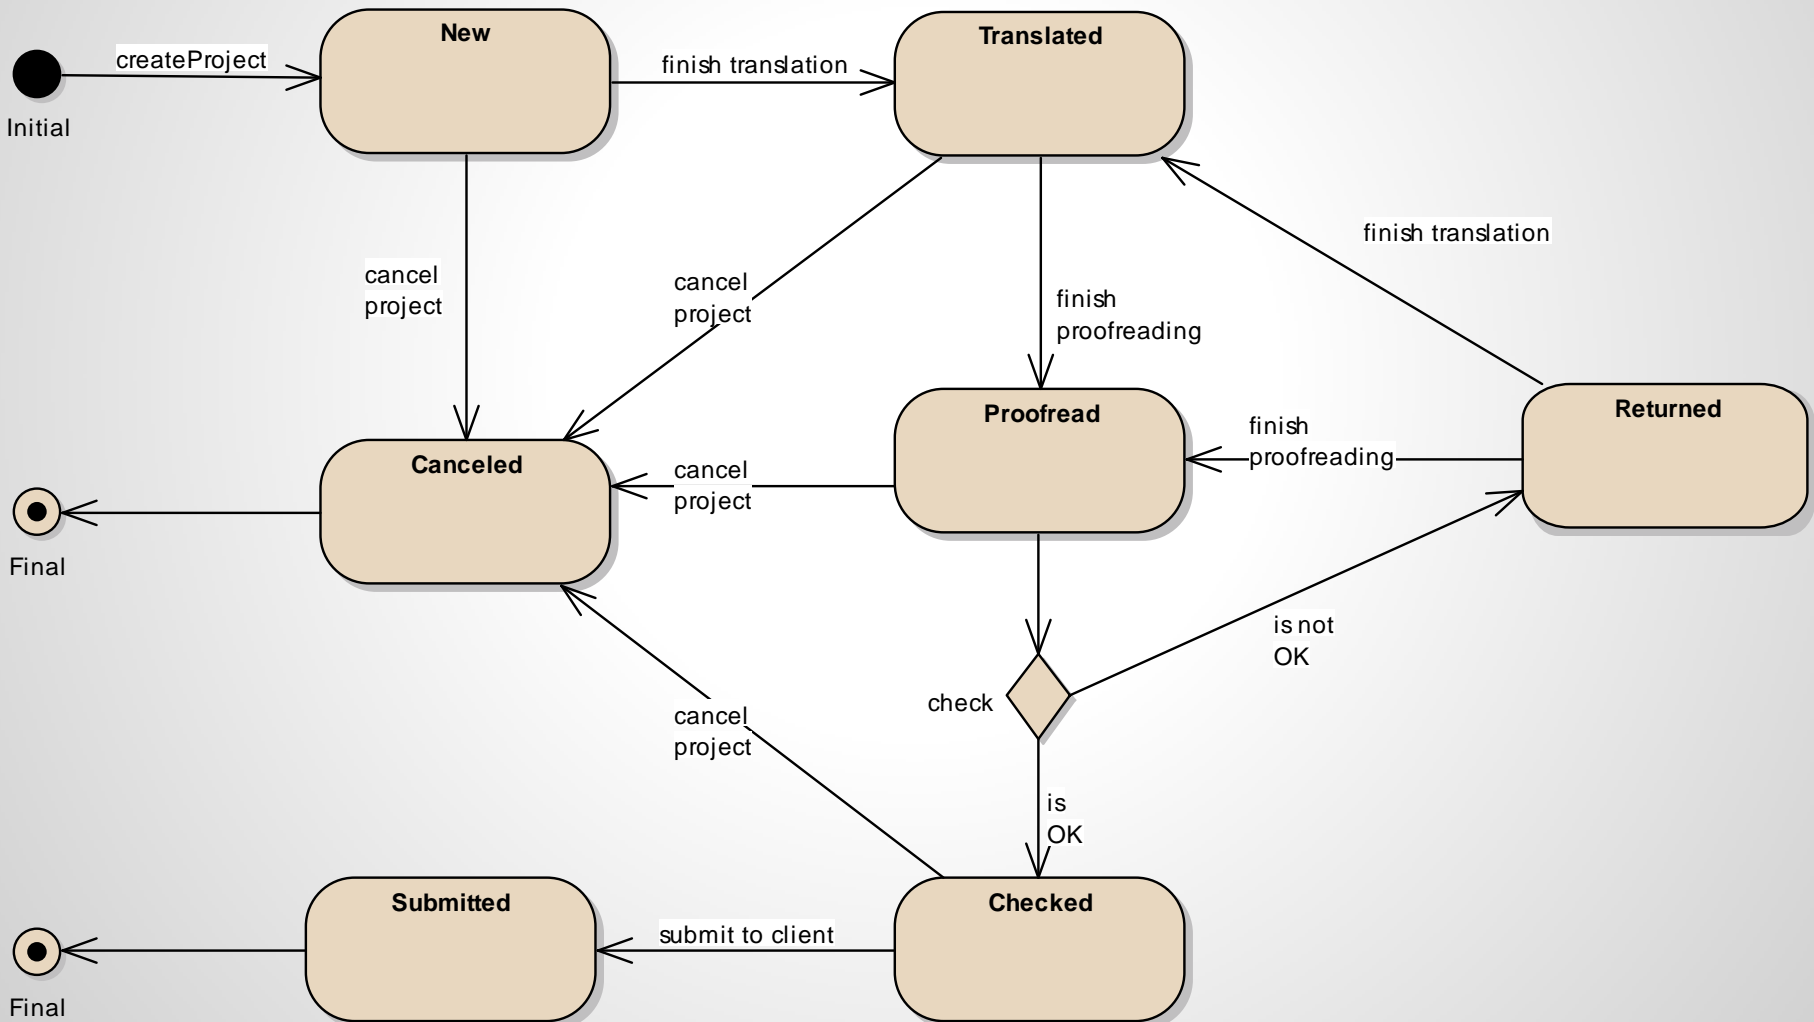 New
Translated
createProject
finish translation
Initial
finish translation
cancel
project
cancel
project
finish
proofreading
Proofread
Returned
finish
proofreading
Canceled
cancel
project
Final
is not
OK
check
cancel
project
is
OK
Submitted
Checked
submit to client
Final